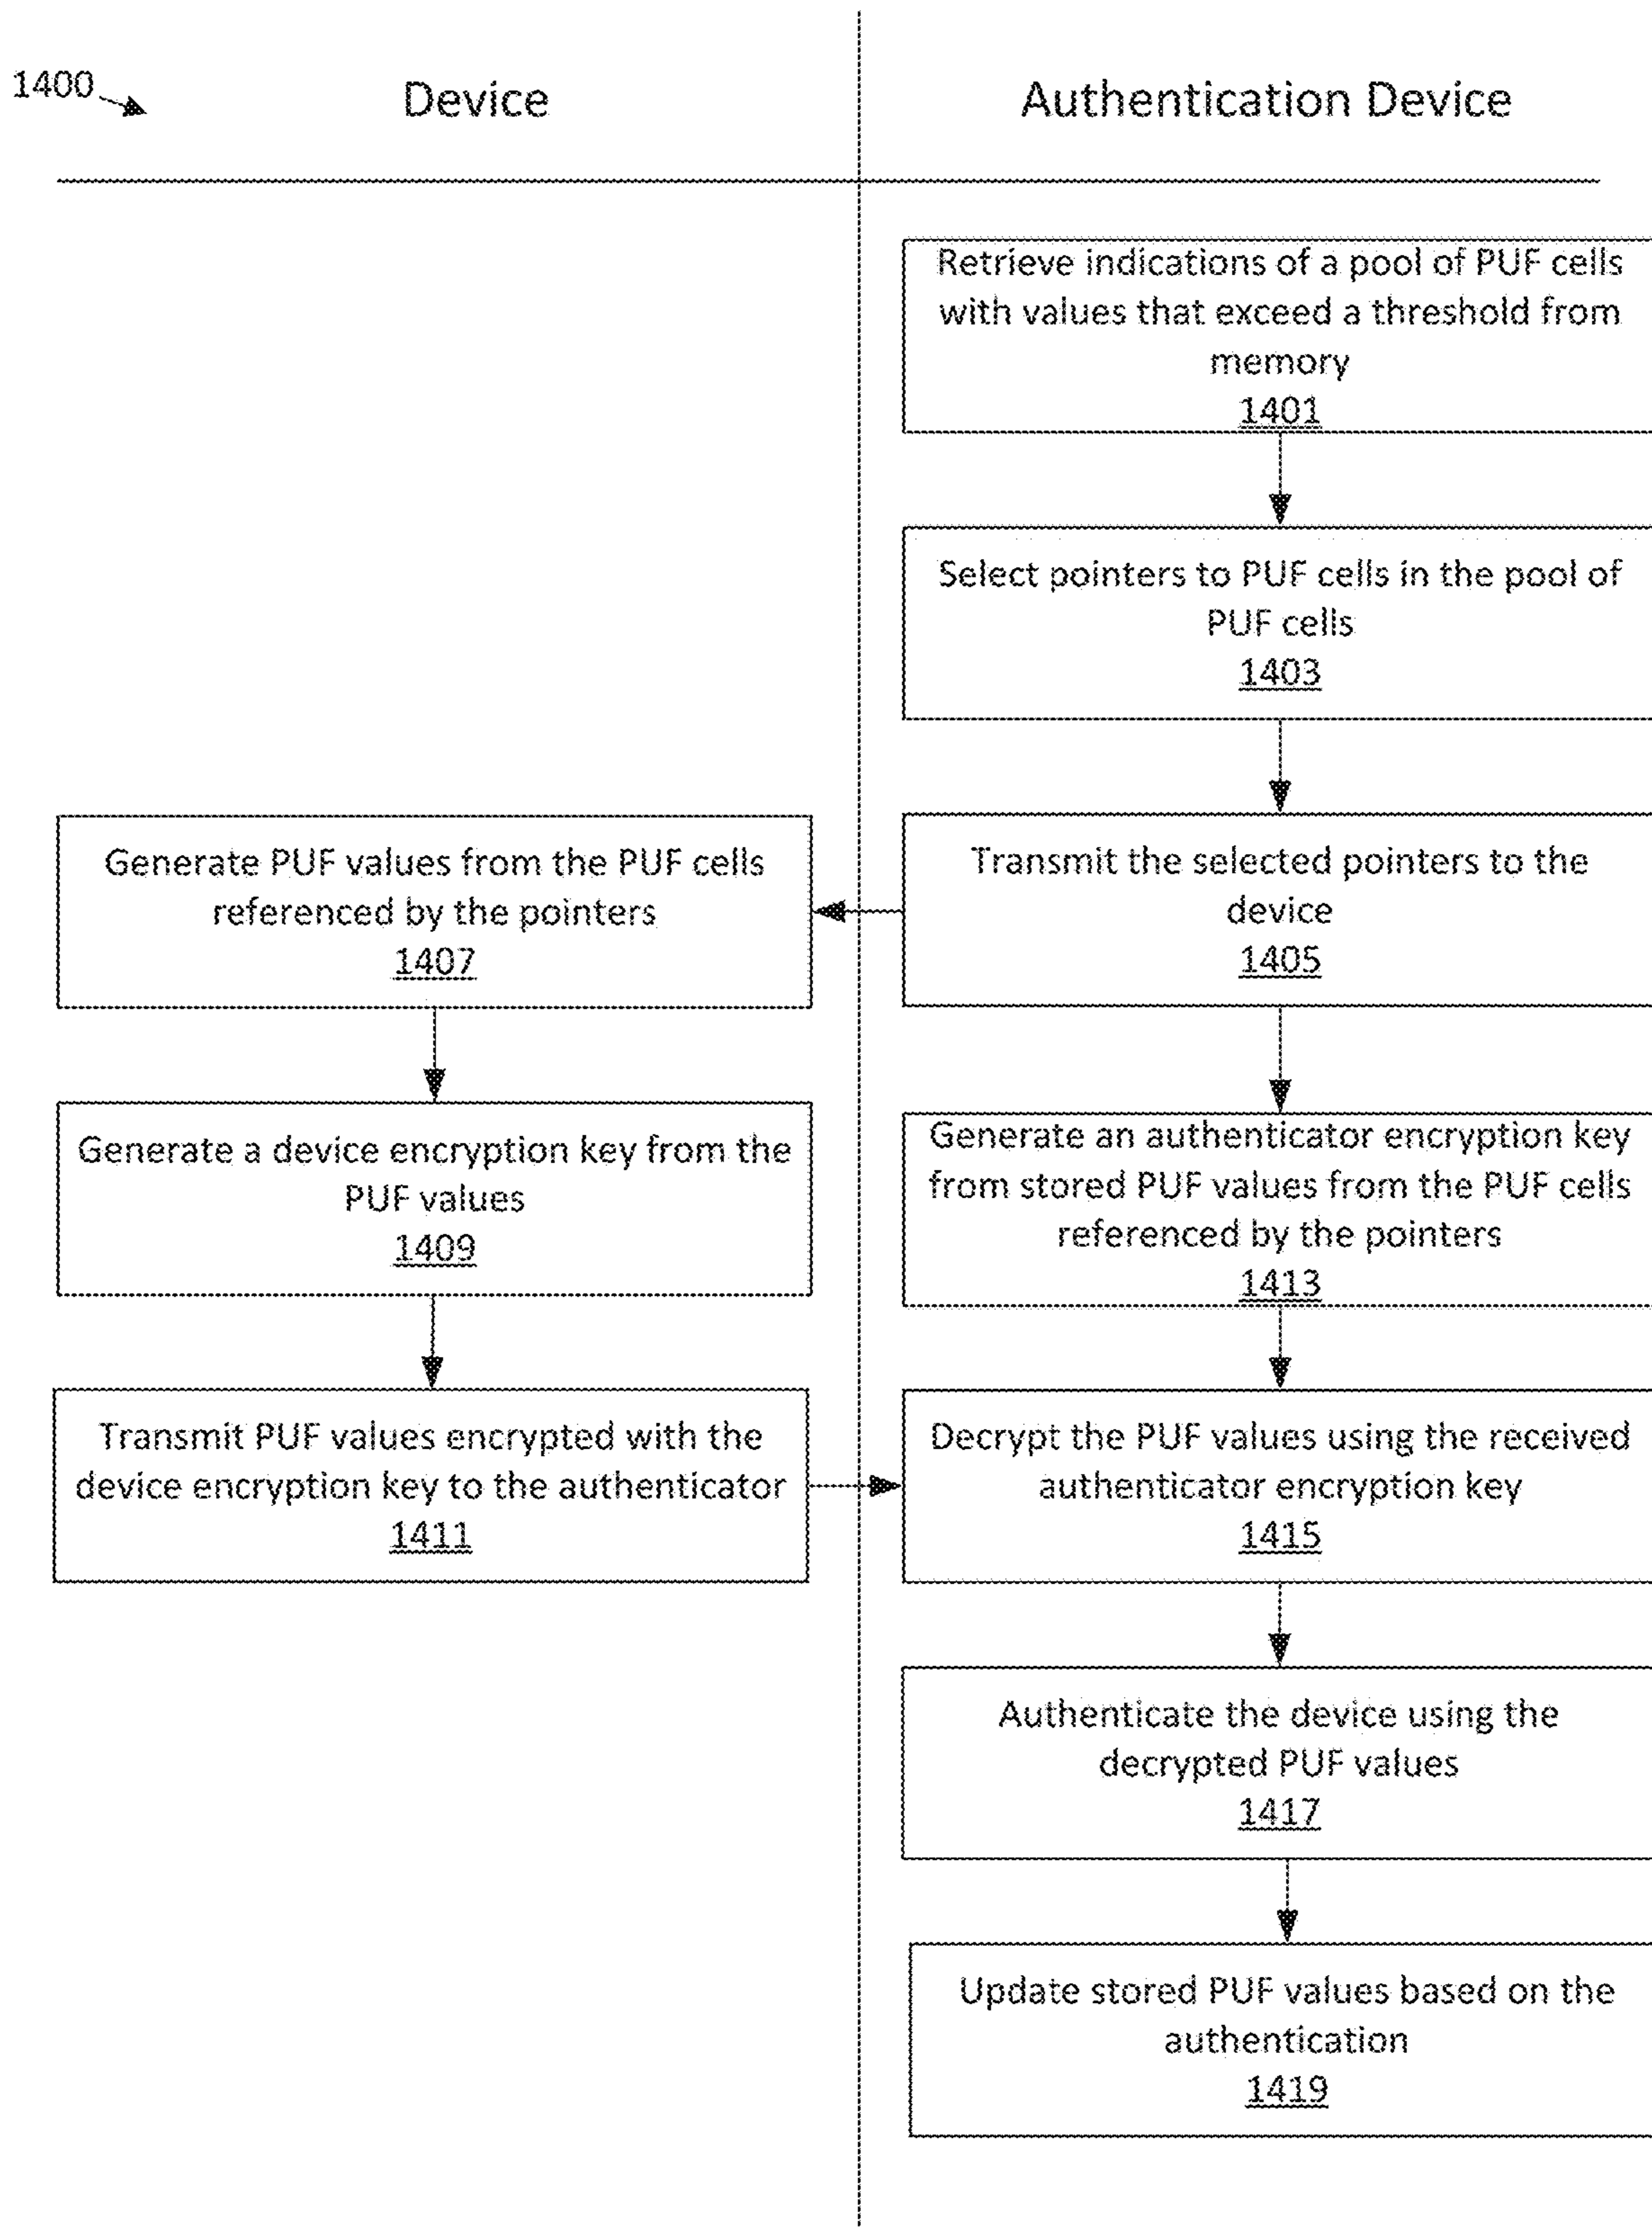 1400
Device
Authentication Device
Retrieve indications of a pool of PUF cells
with values that exceed a threshold from
memory
1401
Select pointers to PUF cells in the pool of
PUF cells
1403
Generate PUF values from the PUF cells
referenced by the pointers
1407
Transmit the selected pointers to the
device
1405
Generate a device encryption key from the
PUF values
1409
Generate an authenticator encryption key
from stored PUF values from the PUF cells
referenced by the pointers
1413
Transmit PUF values encrypted with the
device encryption key to the authenticator
1411
Decrypt the PUF values using the received
authenticator encryption key
1415
Authenticate the device using the
decrypted PUF values
1417
Update stored PUF values based on the
authentication
1419